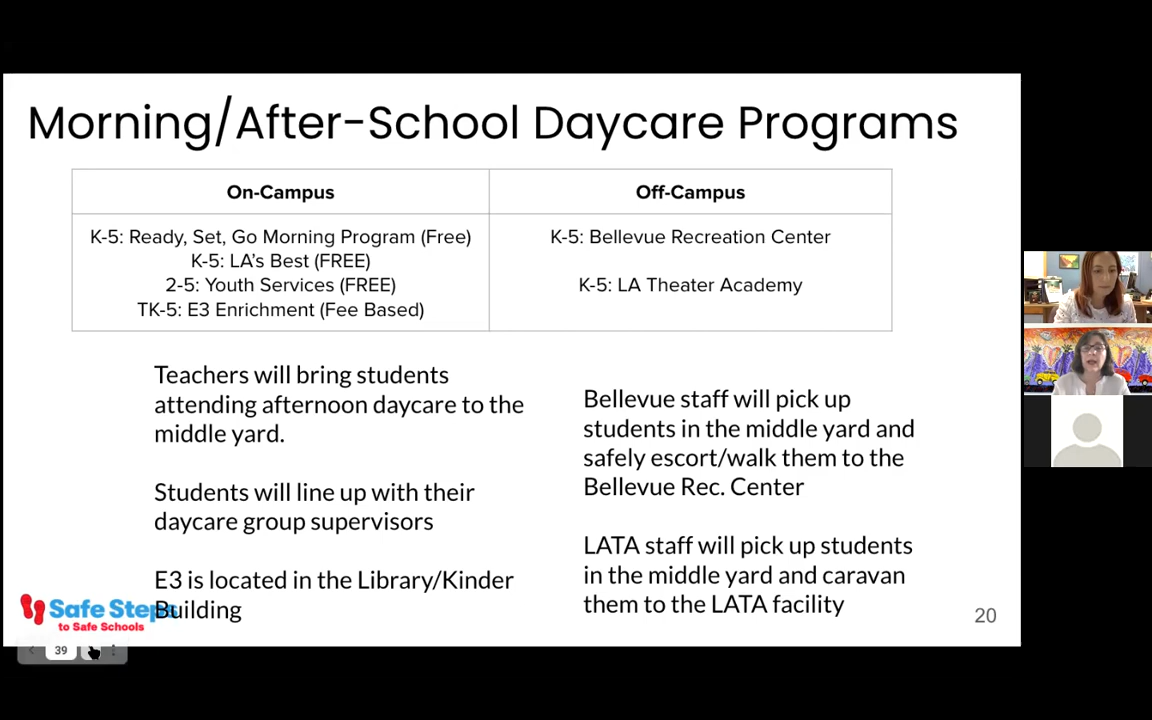 Morning/After-School Daycare Programs
On-Campus
Off-Campus
K-5: Ready, Set, Go Morning Program (Free)
K-5: LA's Best (FREE)
2-5: Youth Services (FREE)
TK-5: E3 Enrichment (Fee Based)
K-5: Bellevue Recreation Center
K-5: LA Theater Academy
Teachers will bring students
attending afternoon daycare to the
middle yard.
Students will line up with their
daycare group supervisors
E3 is located in the Library/Kinder
Building
Bellevue staff will pick up
students in the middle yard and
safely escort/walk them to the
Bellevue Rec. Center
LATA staff will pick up students
in the middle yard and caravan
them to the LATA facility
Safe Steps
to Safe Schools
20
39